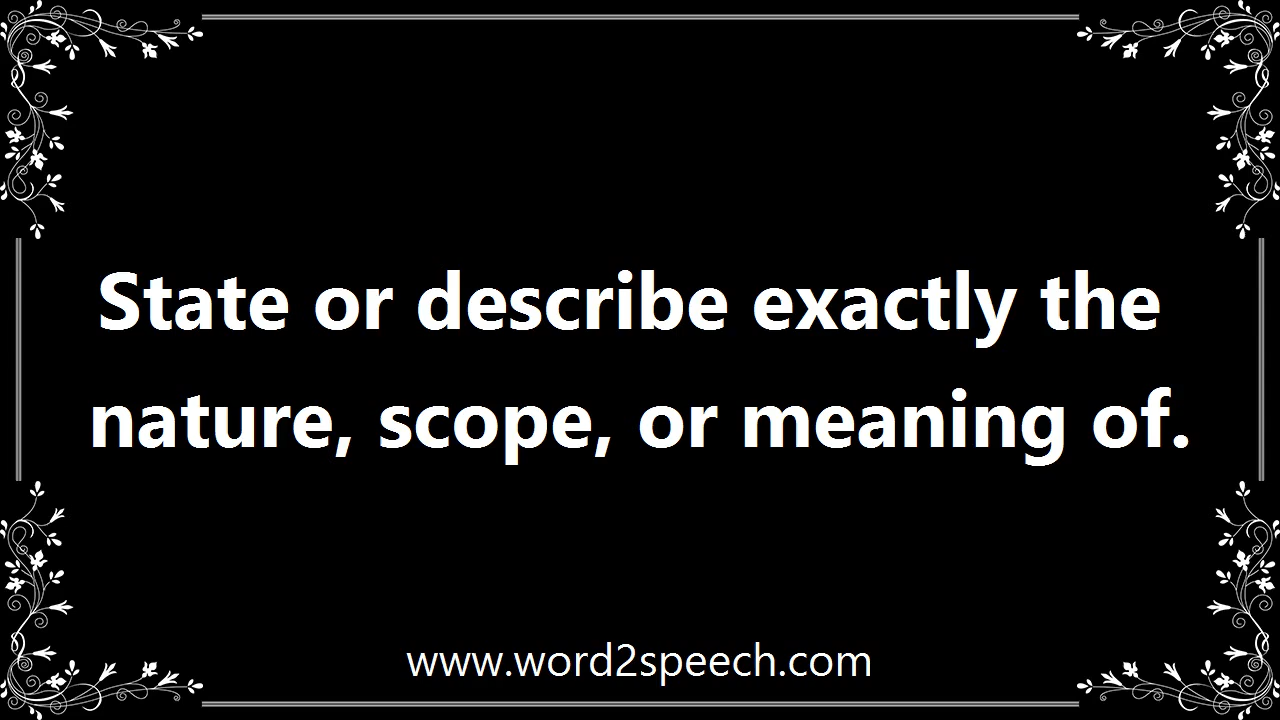 State or describe exactly the
nature, scope, or meaning of.
www.word2speech.com